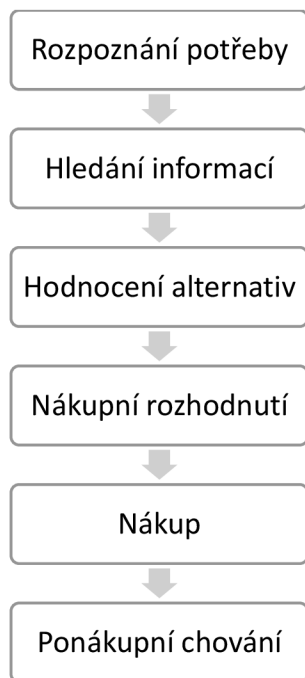 Rozpoznání potřeby
Hledání informací
Hodnocení alternativ
Nákupní rozhodnutí
Nákup
Ponákupní chování